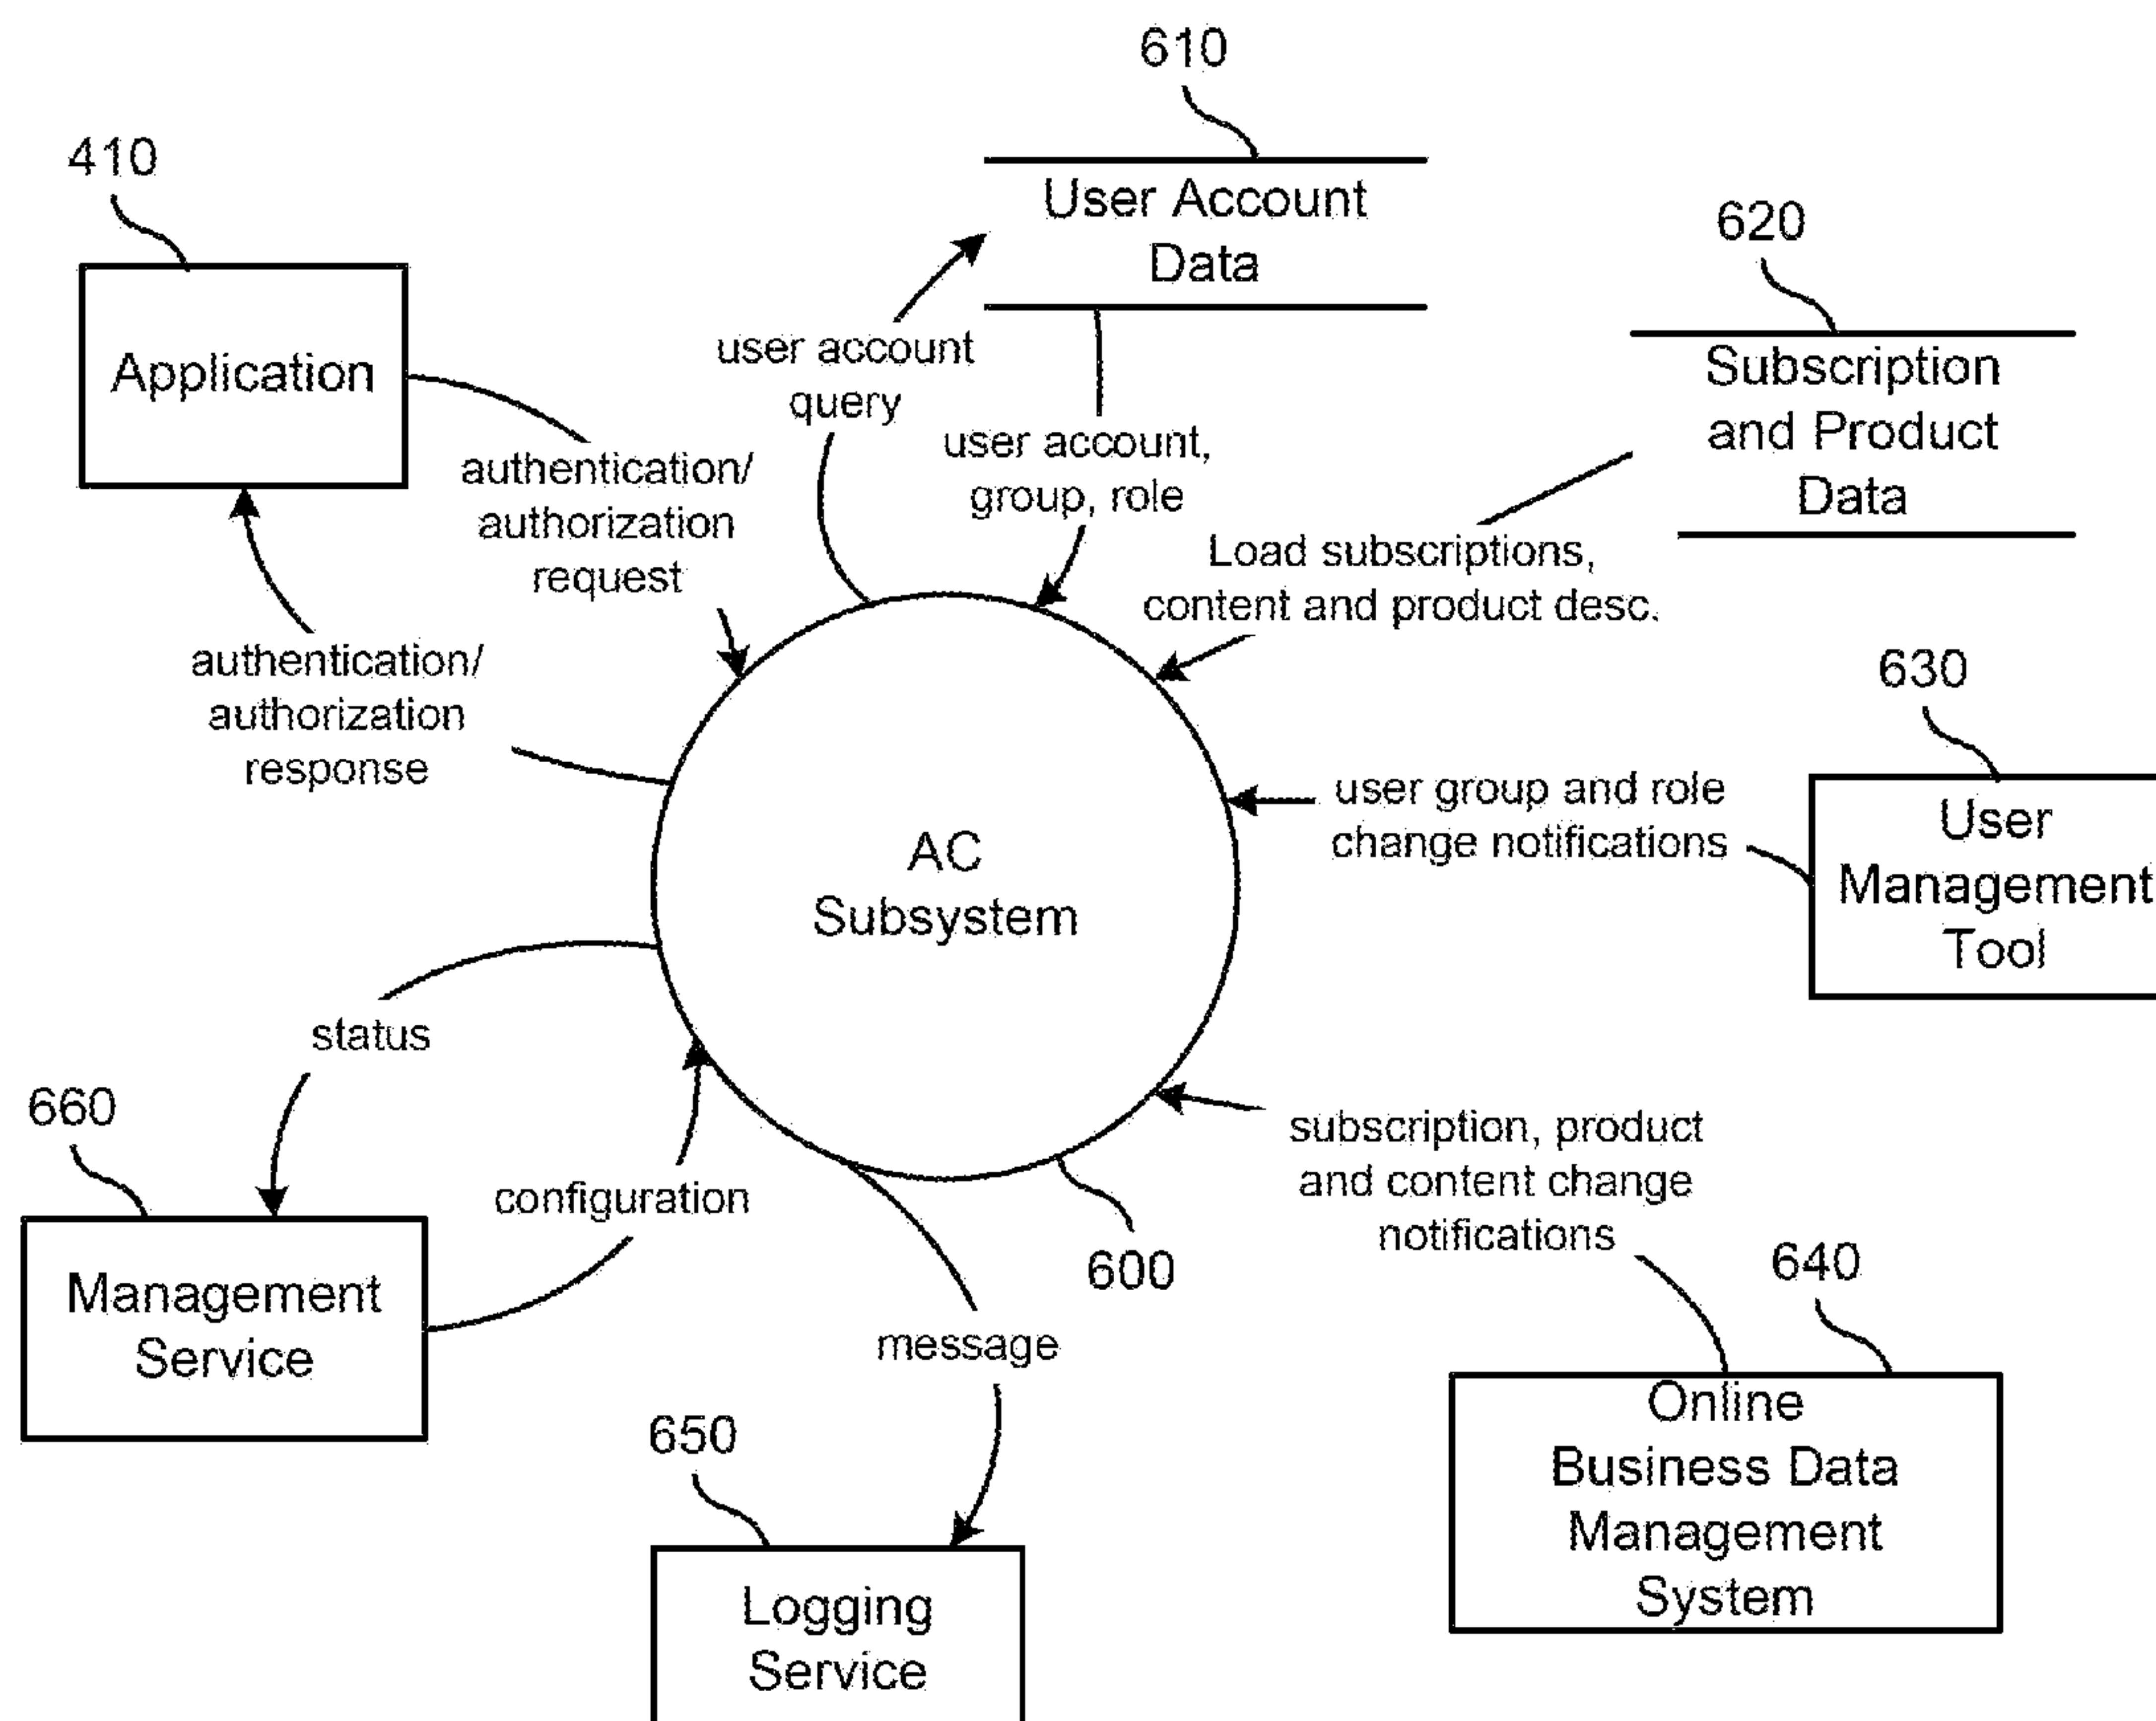 610
User Account
Data
410
Application
620
Subscription
and Product
Data
user account
query
user account,
group, role
authentication/
authorization
request
Load subscriptions,
content and product desc.
authentication/
authorization
response
630
User
Management
Tool
user group and role
change notifications
AC
Subsystem
status
660
Management
Service
configuration
subscription, product
and content change
notifications
600
640
Online
Business Data
Management
System
message
650
Logging
Service